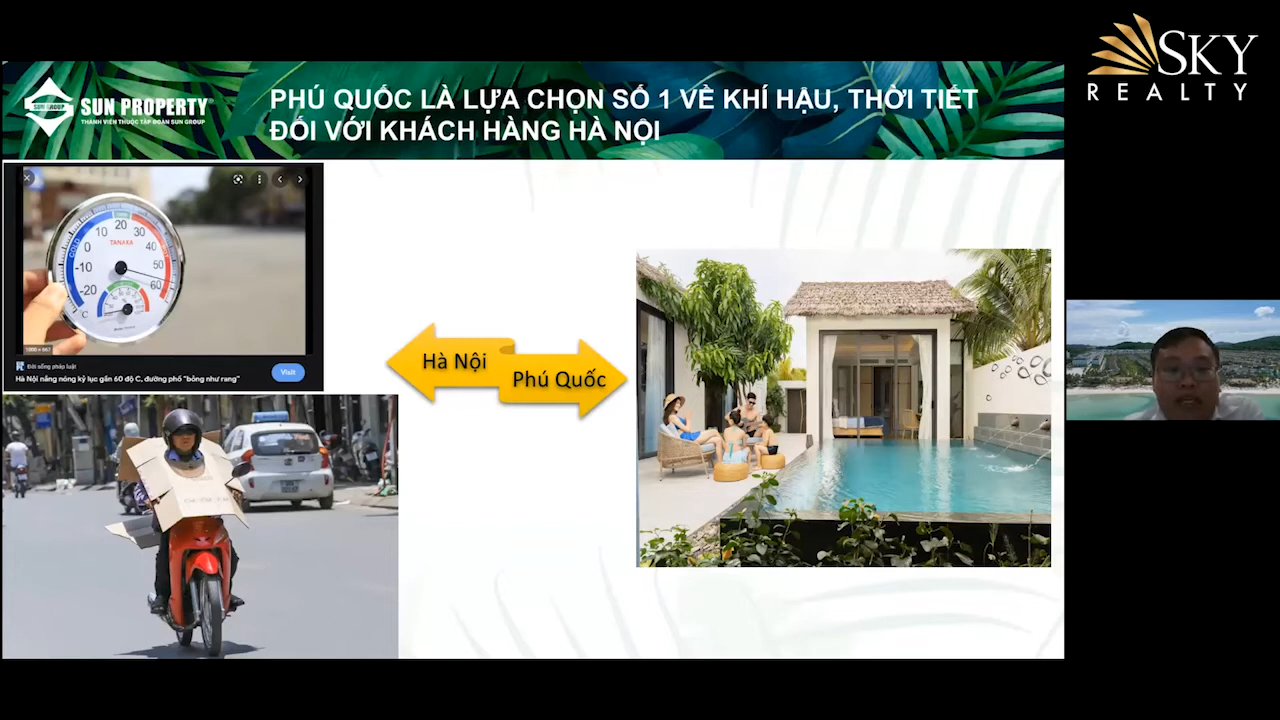 SUN GROUP
SUN PROPERTY
THÀNH VIÊN THUỘC TẬP ĐOÀN SUN GROUP
PHÚ QUỐC LÀ LỰA CHỌN SỐ 1 VỀ KHÍ HẬU, THỜI TIẾT
ĐỐI VỚI KHÁCH HÀNG HÀ NỘI
SKY
REALTY
TANAKA
-20 -10 0 10 20 30 40 50 60
C
COLD
Đời sống pháp luật
Hà Nội nắng nóng kỷ lục gần 60 độ C, đường phố "bỏng như rang"
Visit
Hà Nội
Phú Quốc